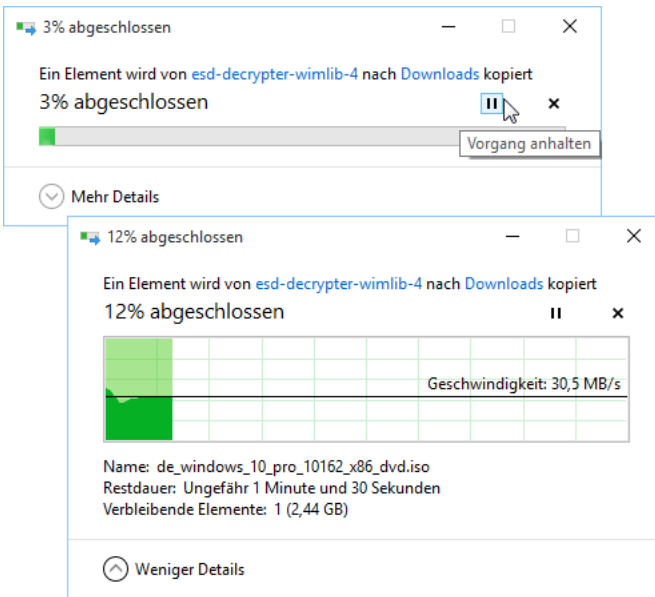 3% abgeschlossen
Ein Element wird von esd-decrypter-wimlib-4 nach Downloads kopiert
3% abgeschlossen
Vorgang anhalten
Mehr Details
12% abgeschlossen
Ein Element wird von esd-decrypter-wimlib-4 nach Downloads kopiert
12% abgeschlossen
Geschwindigkeit: 30,5 MB/s
Name: de_windows_10_pro_10162_x86_dvd.iso
Restdauer: Ungefähr 1 Minute und 30 Sekunden
Verbleibende Elemente: 1 (2,44 GB)
Weniger Details